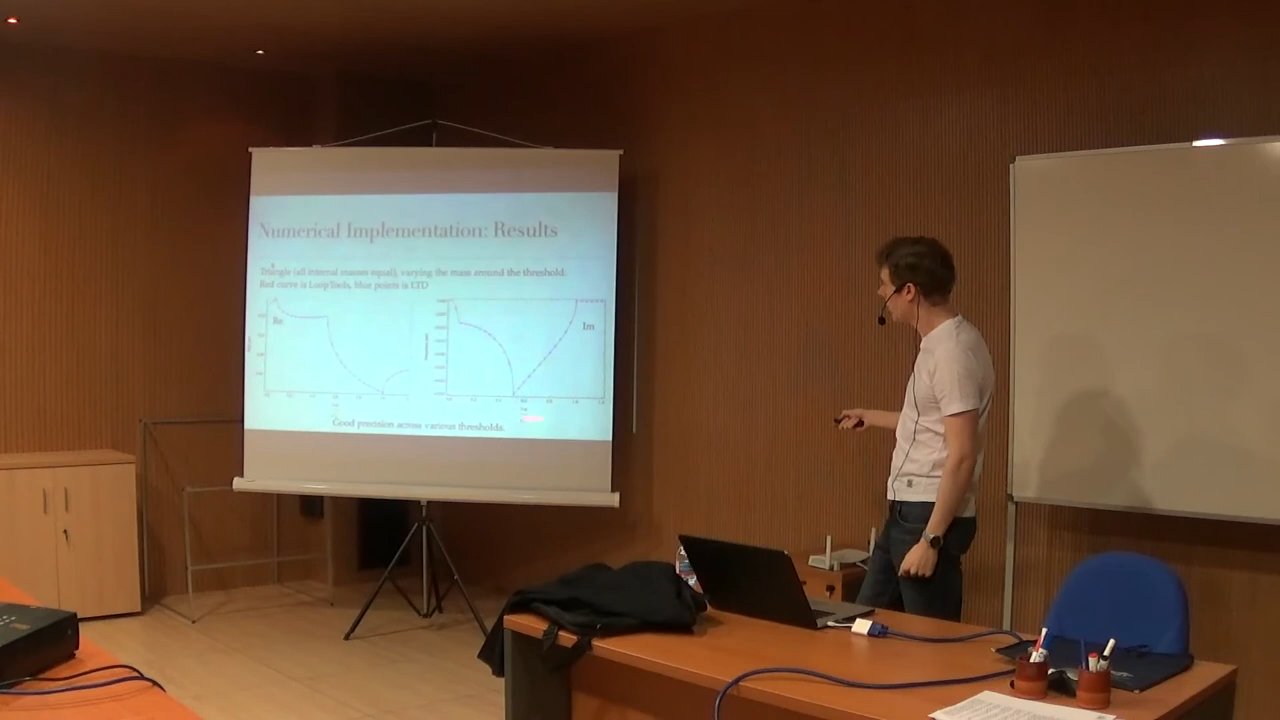 Numerical Implementation: Results
Triangle (all internal masses equal), varying the mass around the threshold.
Red curve is LoopTools, blue points is LTD
Re
Im
Good precision across various thresholds.